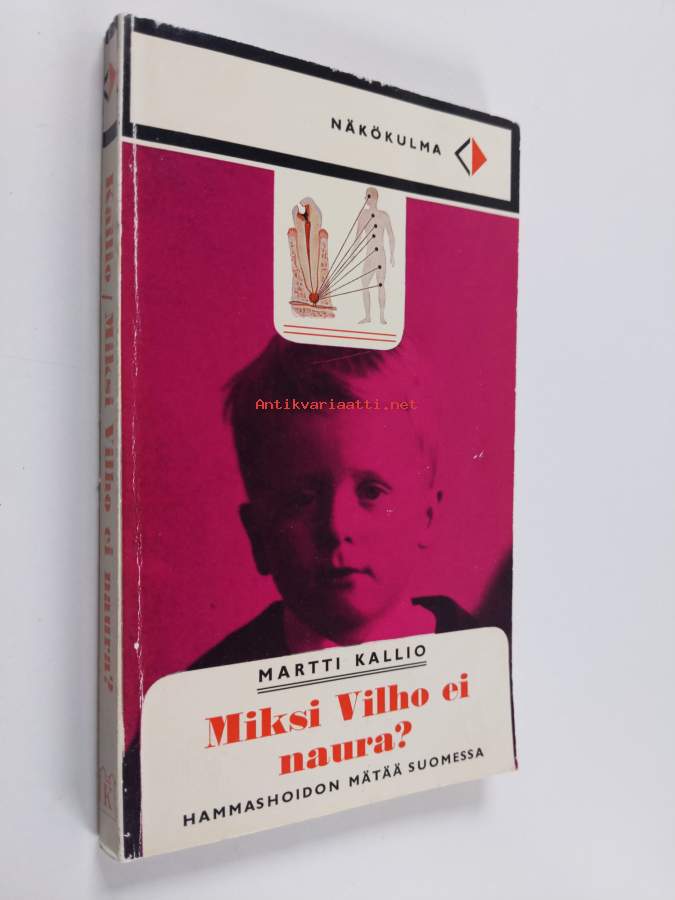 NÄKÖKULMA
Antikvariaatti.net
MARTTI KALLIO
Miksi Vilho ei
naura?
HAMMASHOIDON MÄTÄÄ SUOMESSA
Kallio / Miksi Vilho ei naura?
K